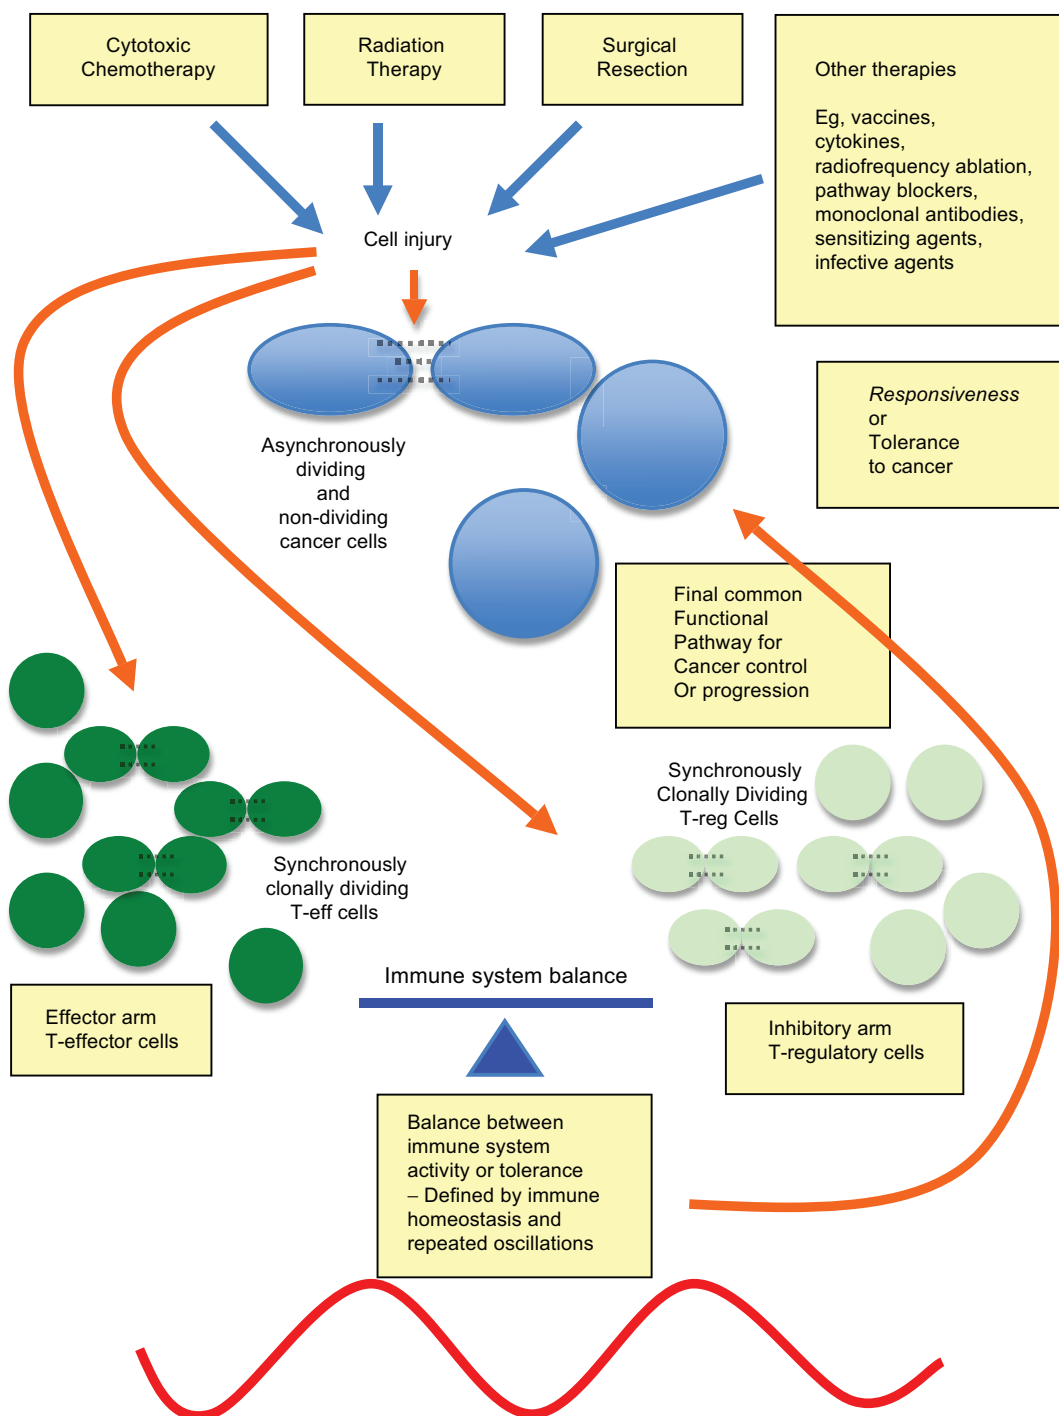 Cytotoxic
Chemotherapy
Radiation
Therapy
Surgical
Resection
Other therapies
Eg, vaccines,
cytokines,
radiofrequency ablation,
pathway blockers,
monoclonal antibodies,
sensitizing agents,
infective agents
Cell injury
Responsiveness
or
Tolerance
to cancer
Asynchronously
dividing
and
non-dividing
cancer cells
Final common
Functional
Pathway for
Cancer control
Or progression
Synchronously
Clonally Dividing
T-reg Cells
Synchronously
clonally dividing
T-eff cells
Immune system balance
Effector arm
T-effector cells
Inhibitory arm
T-regulatory cells
Balance between
immune system
activity or tolerance
– Defined by immune
homeostasis and
repeated oscillations